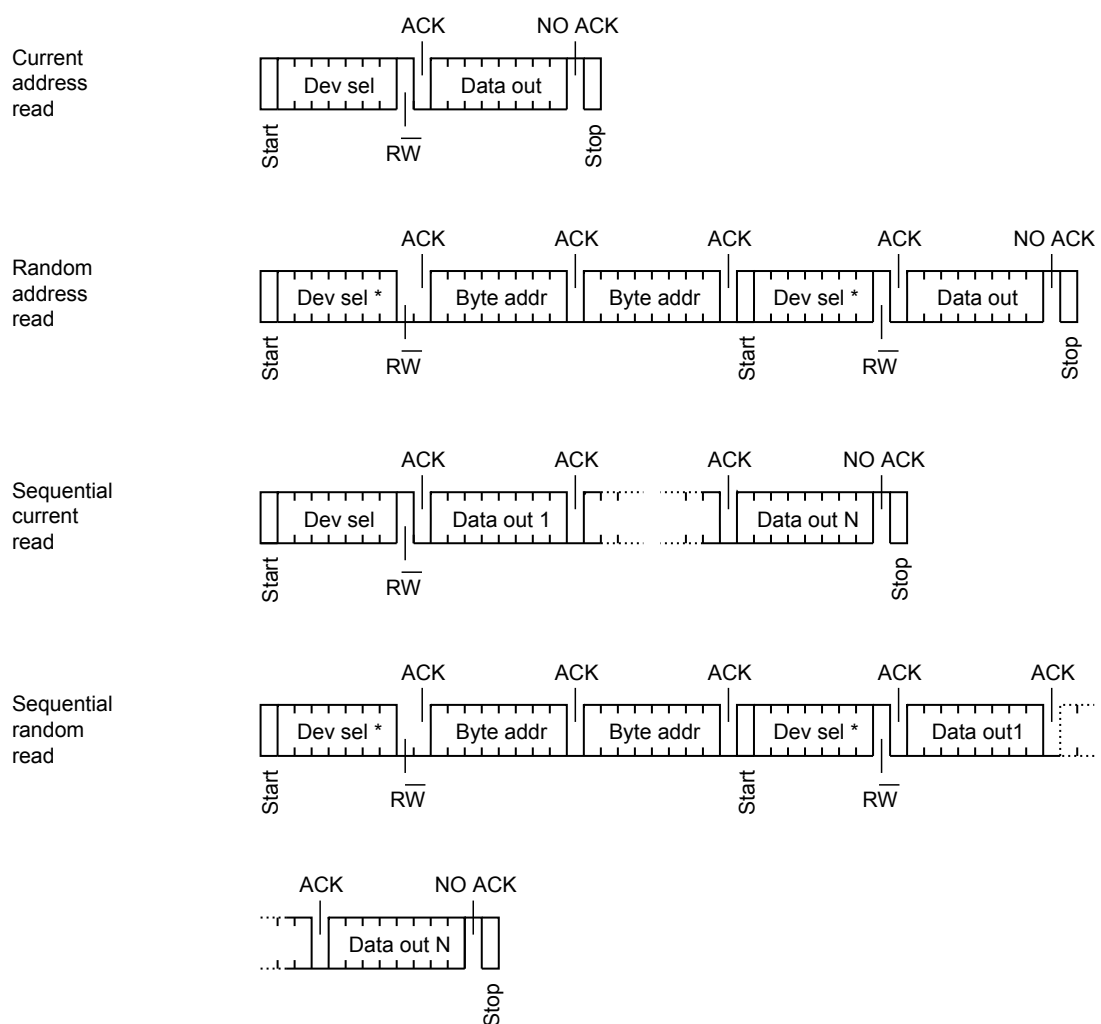 ACK NO ACK
Current
address
read
Dev sel Data out
Start RW̅ Stop
ACK ACK ACK ACK NO ACK
Random
address
read
Dev sel * Byte addr Byte addr Dev sel * Data out
Start RW̅ Start RW̅ Stop
ACK ACK ACK NO ACK
Sequential
current
read
Dev sel Data out 1 Data out N
Start RW̅ Stop
ACK ACK ACK ACK ACK
Sequential
random
read
Dev sel * Byte addr Byte addr Dev sel * Data out1
Start RW̅ Start RW̅
ACK NO ACK
Data out N
Stop